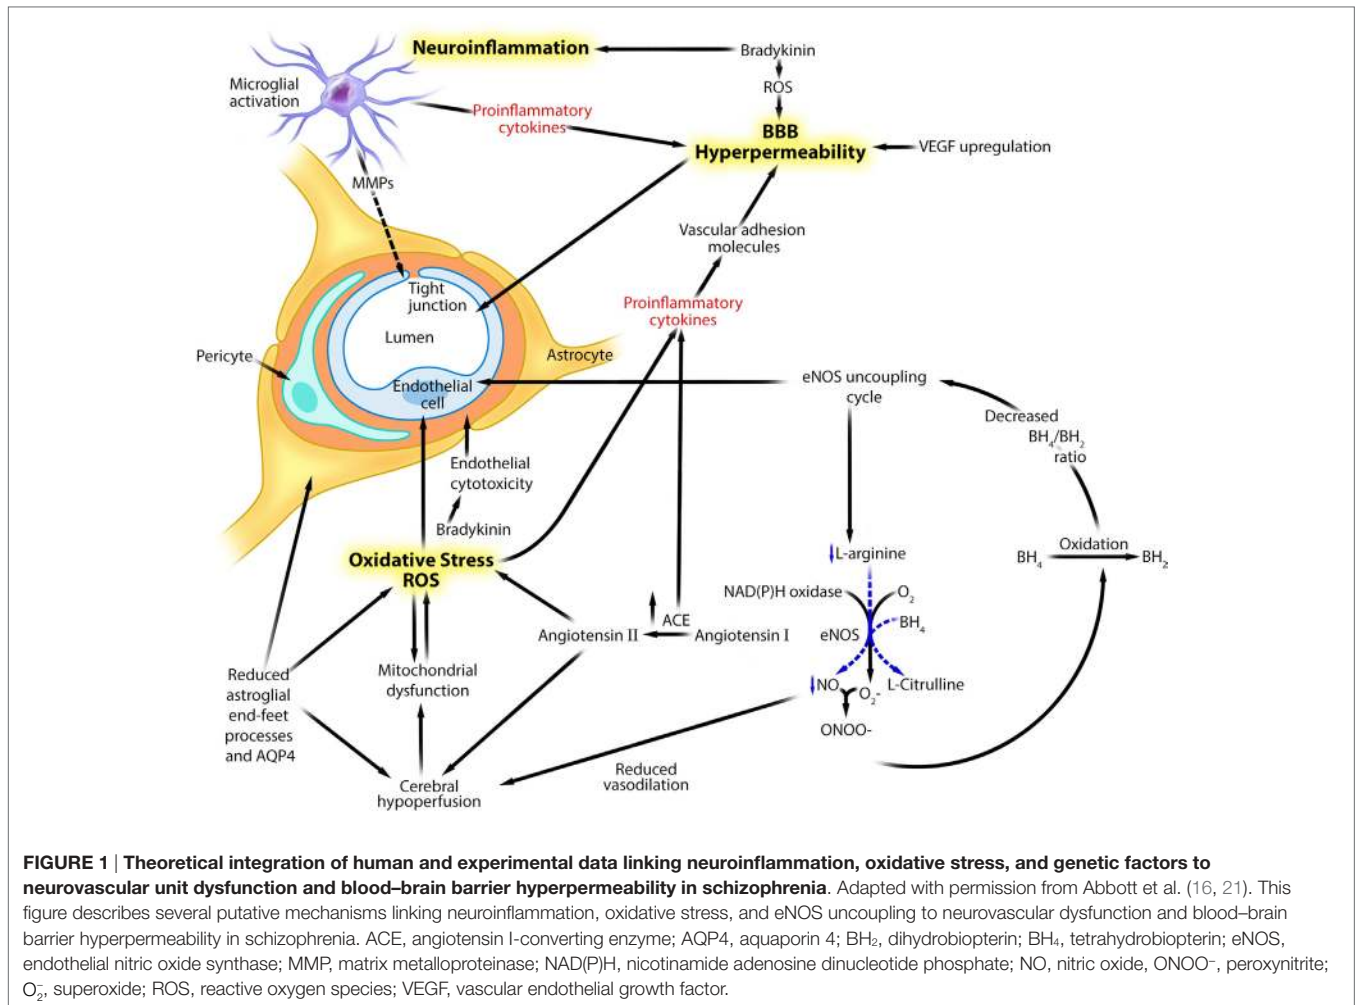 Neuroinflammation
Bradykinin
Microglial
activation
ROS
Proinflammatory
cytokines
BBB
Hyperpermeability
VEGF upregulation
MMPs
Vascular adhesion
molecules
Tight
junction
Proinflammatory
cytokines
Lumen
Pericyte
Astrocyte
Endothelial
cell
eNOS uncoupling
cycle
Decreased
BH₄/BH₂
ratio
Endothelial
cytotoxicity
Bradykinin
Oxidative Stress
ROS
L-arginine
BH₄
Oxidation
BH₂
NAD(P)H oxidase
O₂
ACE
BH₄
Angiotensin II
Angiotensin I
eNOS
Reduced
astroglial
end-feet
processes
and AQP4
Mitochondrial
dysfunction
NO
O₂-
L-Citrulline
ONOO-
Reduced
vasodilation
Cerebral
hypoperfusion
FIGURE 1 | Theoretical integration of human and experimental data linking neuroinflammation, oxidative stress, and genetic factors to
neurovascular unit dysfunction and blood–brain barrier hyperpermeability in schizophrenia. Adapted with permission from Abbott et al. (16, 21). This
figure describes several putative mechanisms linking neuroinflammation, oxidative stress, and eNOS uncoupling to neurovascular dysfunction and blood–brain
barrier hyperpermeability in schizophrenia. ACE, angiotensin I-converting enzyme; AQP4, aquaporin 4; BH₂, dihydrobiopterin; BH₄, tetrahydrobiopterin; eNOS,
endothelial nitric oxide synthase; MMP, matrix metalloproteinase; NAD(P)H, nicotinamide adenosine dinucleotide phosphate; NO, nitric oxide, ONOO⁻, peroxynitrite;
O₂⁻, superoxide; ROS, reactive oxygen species; VEGF, vascular endothelial growth factor.